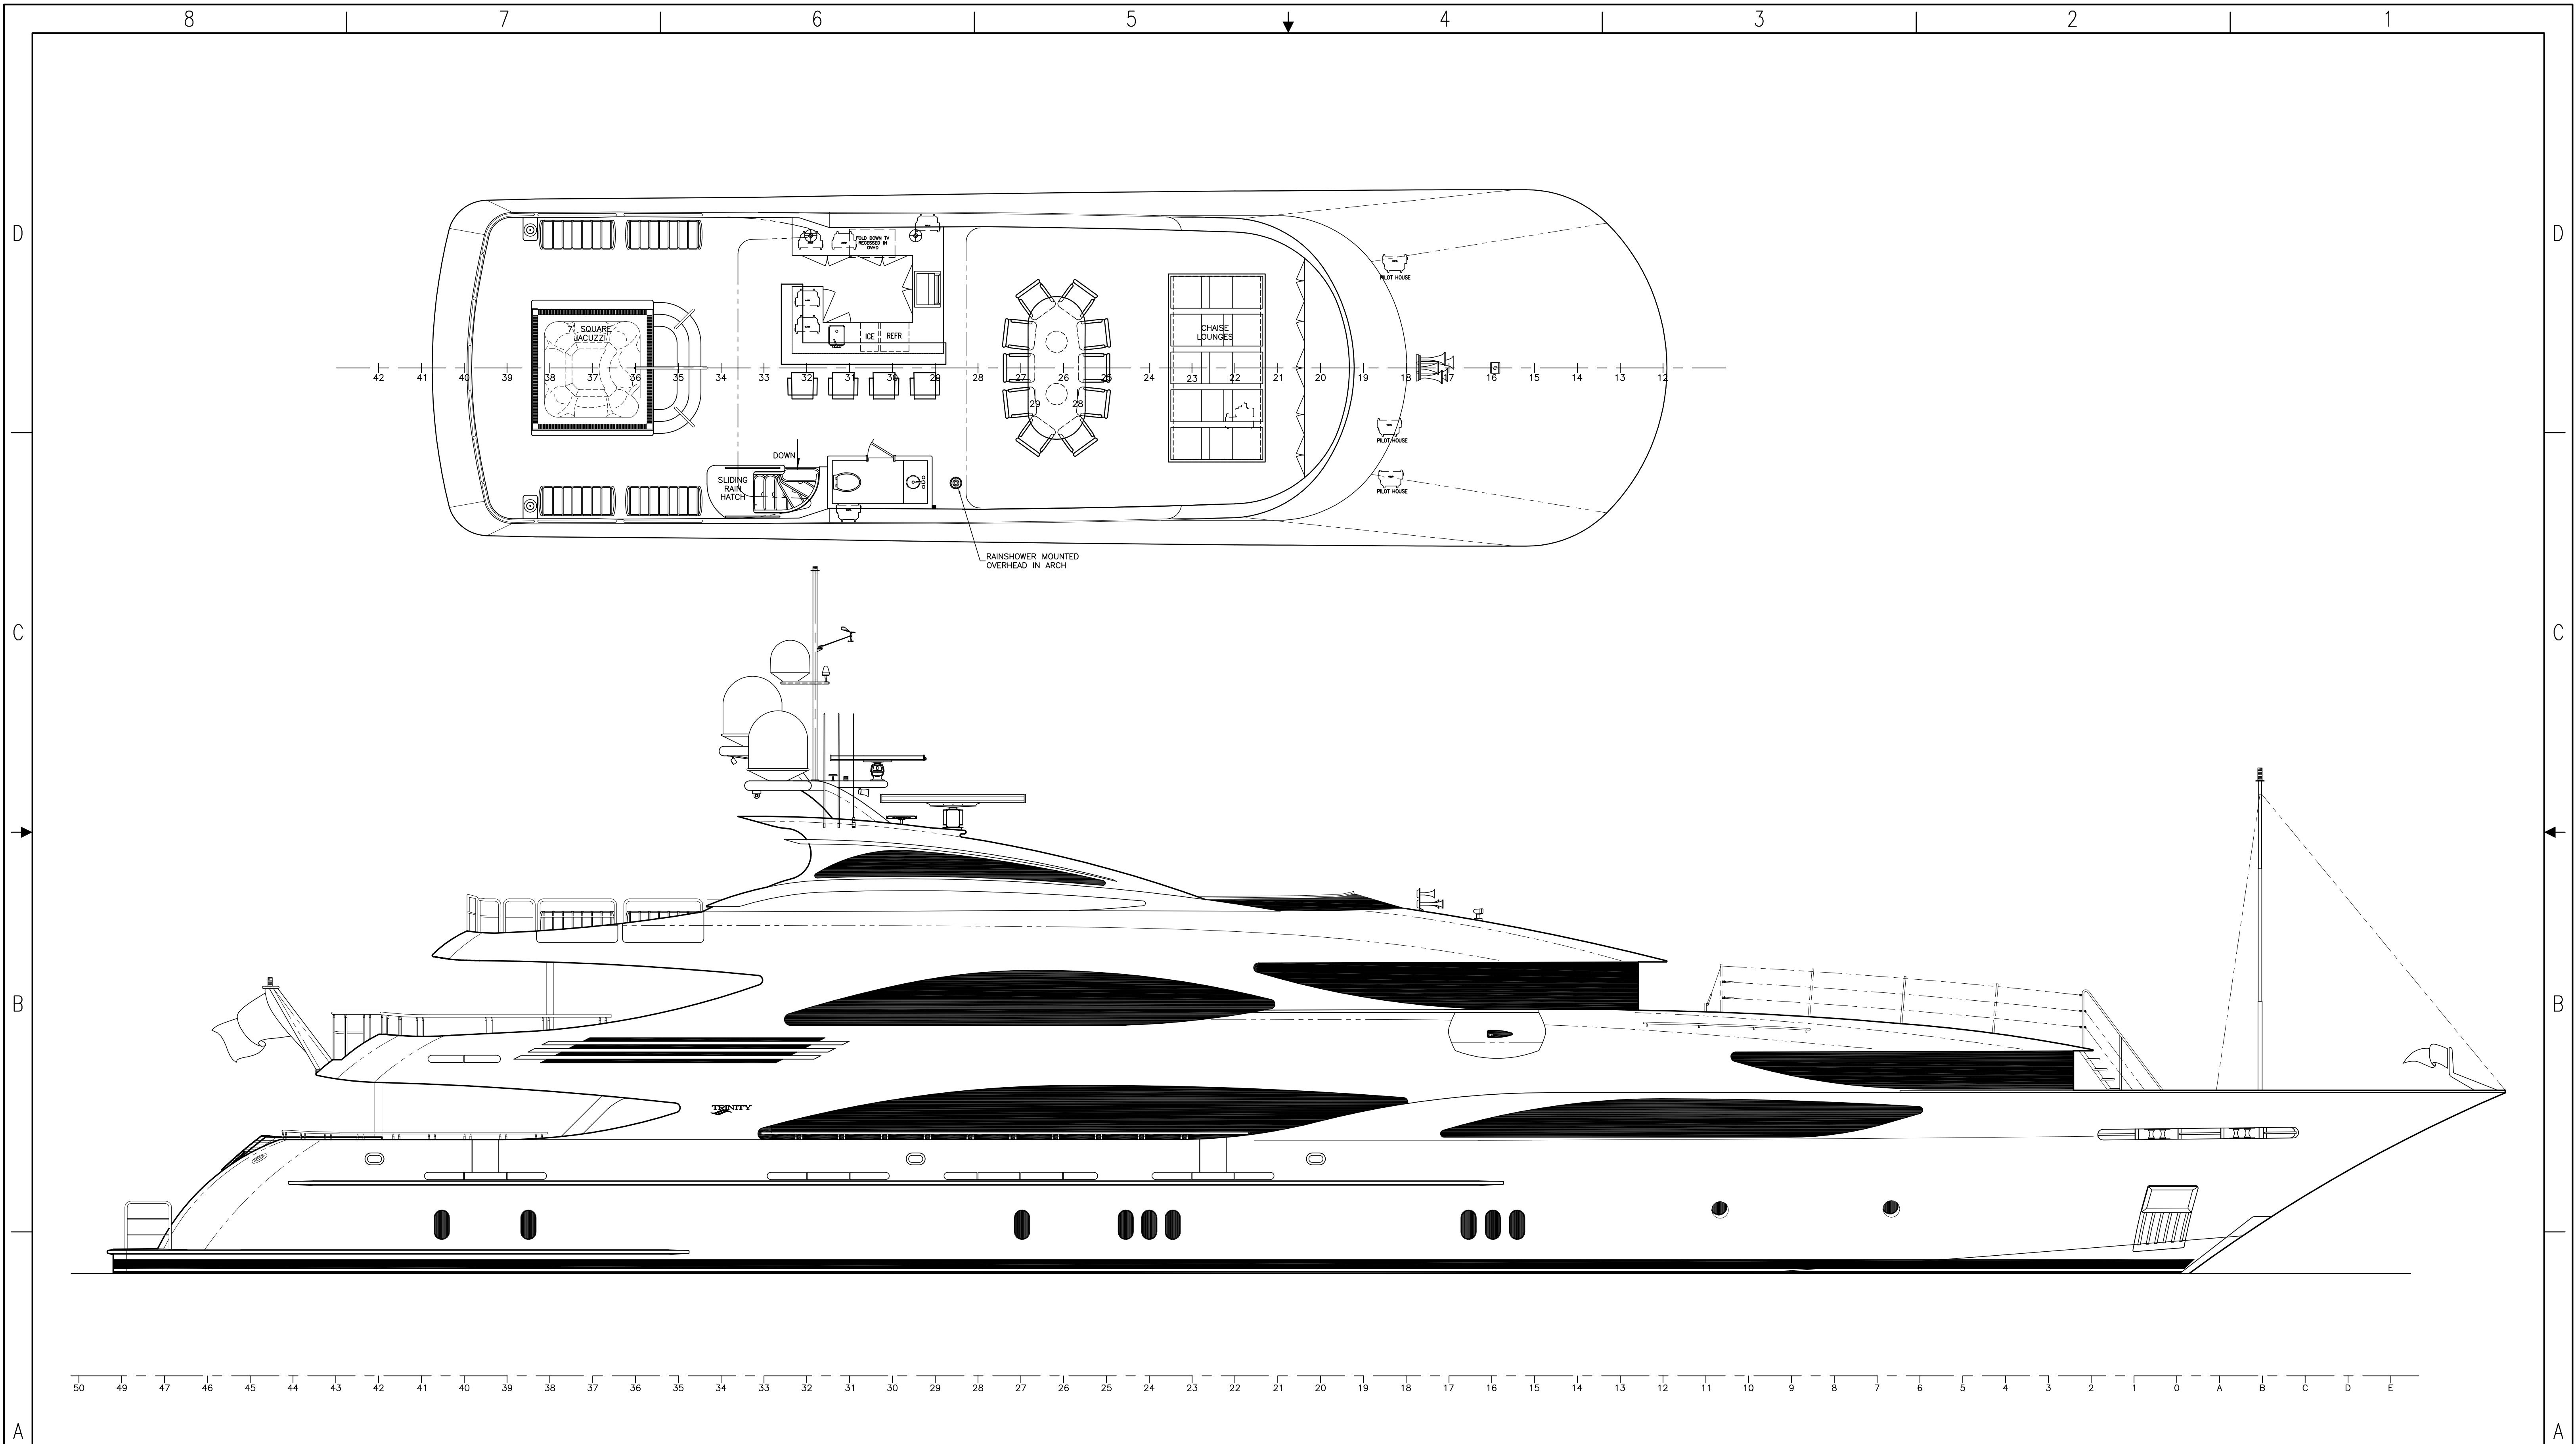 8 7 6 5 4 3 2 1
D D
FOLD DOWN TV
RECESSED IN
OVHD
PILOT HOUSE
7' SQUARE
JACUZZI
ICE REFR
CHAISE
LOUNGES
42 41 40 39 38 37 36 35 34 33 32 31 30 29 28 27 26 25 24 23 22 21 20 19 18 17 16 15 14 13 12
29 28
PILOT HOUSE
DOWN
SLIDING
RAIN
HATCH
PILOT HOUSE
RAINSHOWER MOUNTED
OVERHEAD IN ARCH
C C
B B
TRINITY
50 49 47 46 45 44 43 42 41 40 39 38 37 36 35 34 33 32 31 30 29 28 27 26 25 24 23 22 21 20 19 18 17 16 15 14 13 12 11 10 9 8 7 6 5 4 3 2 1 0 A B C D E
A A